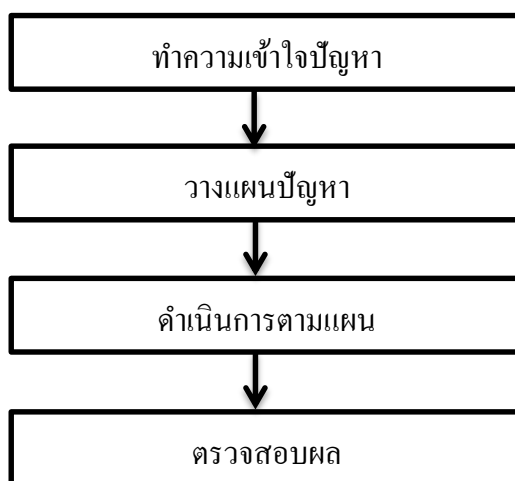 ทำความเข้าใจปัญหา
วางแผนปัญหา
ดำเนินการตามแผน
ตรวจสอบผล